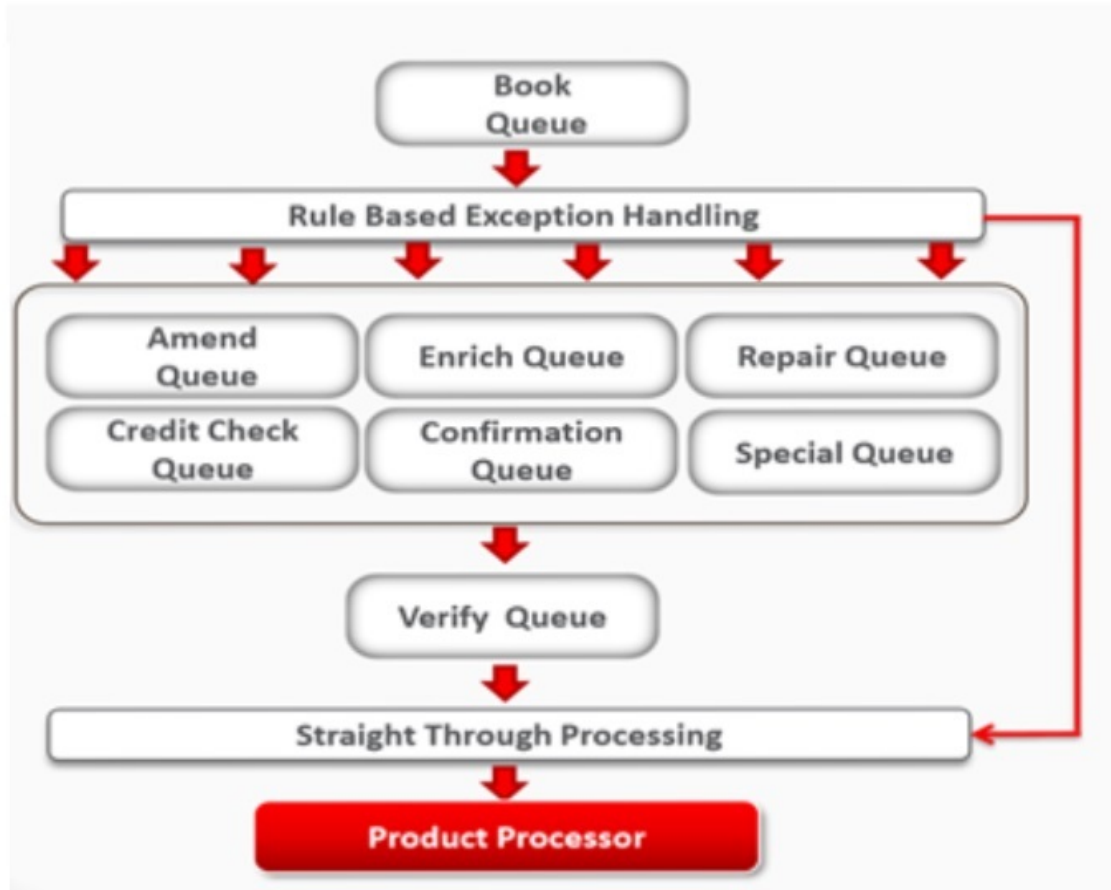 Book
Queue
Rule Based Exception Handling
Amend
Queue
Enrich Queue
Repair Queue
Credit Check
Queue
Confirmation
Queue
Special Queue
Verify Queue
Straight Through Processing
Product Processor